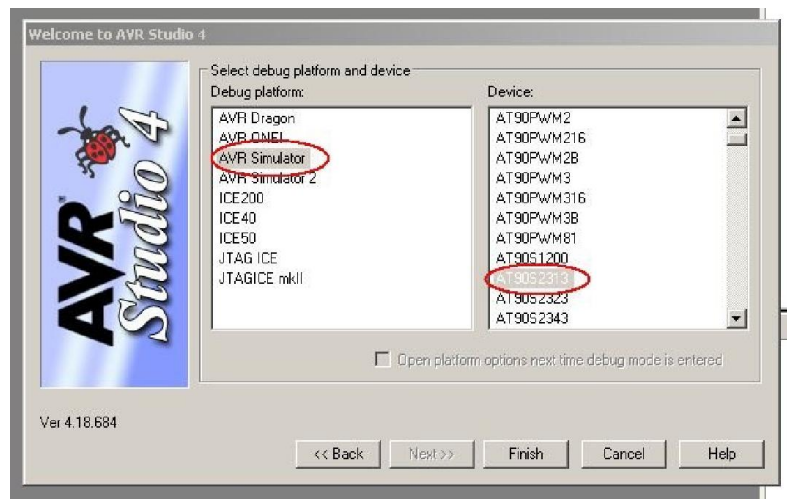 Welcome to AVR Studio 4
AVR Studio 4
Select debug platform and device
Debug platform:
AVR Dragon
AVR ONE!
AVR Simulator
AVR Simulator 2
ICE200
ICE40
ICE50
JTAG ICE
JTAGICE mkII
Device:
AT90PWM2
AT90PWM216
AT90PWM2B
AT90PWM3
AT90PWM316
AT90PWM3B
AT90PWM81
AT90S1200
AT90S2313
AT90S2323
AT90S2343
Open platform options next time debug mode is entered
Ver 4.18.684
<< Back
Next >>
Finish
Cancel
Help